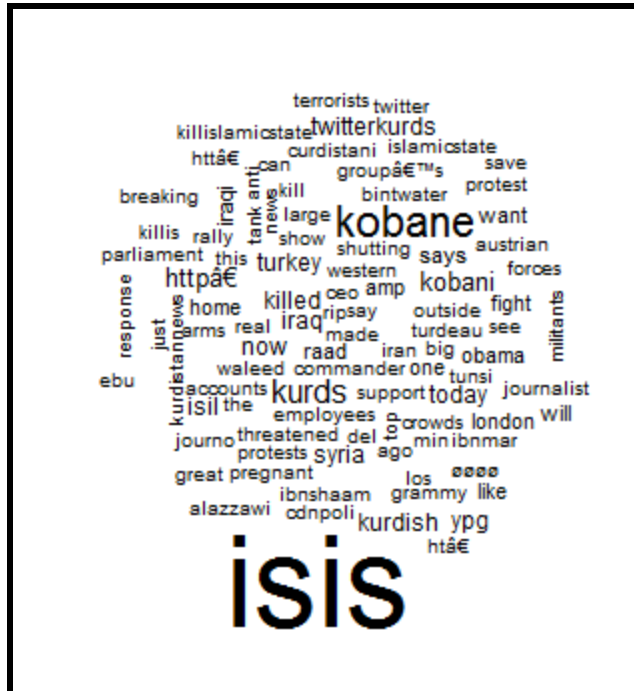 terrorists twitter
killislamicstate twitterkurds
curdistani islamicstate
httâ€ can groupâ€™s save
breaking iraqi tank anti news kill bintwater protest
large kobane want
killis rally show shutting says austrian
parliament this turkey western forces
httpâ€ ceo amp kobani
response just kurdistannews home killed ripsay outside fight militants
arms real iraq made turdeau see
now raad iran big obama
waleed commander one tunsi
ebu accounts kurds support today journalist
isil the employees top crowds london will
journo threatened del min ibnmar
protests syria ago
great pregnant los øøøø
ibnshaam grammy like
alazzawi cdnpoli kurdish ypg
htâ€
isis